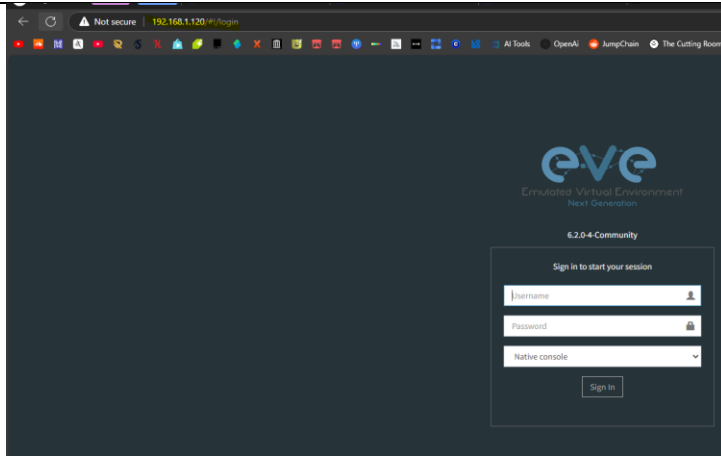 Not secure | 192.168.1.120/#!/login
AI Tools OpenAi JumpChain The Cutting Room
eve
Emulated Virtual Environment
Next Generation
6.2.0-4-Community
Sign in to start your session
Username
Password
Native console
Sign In